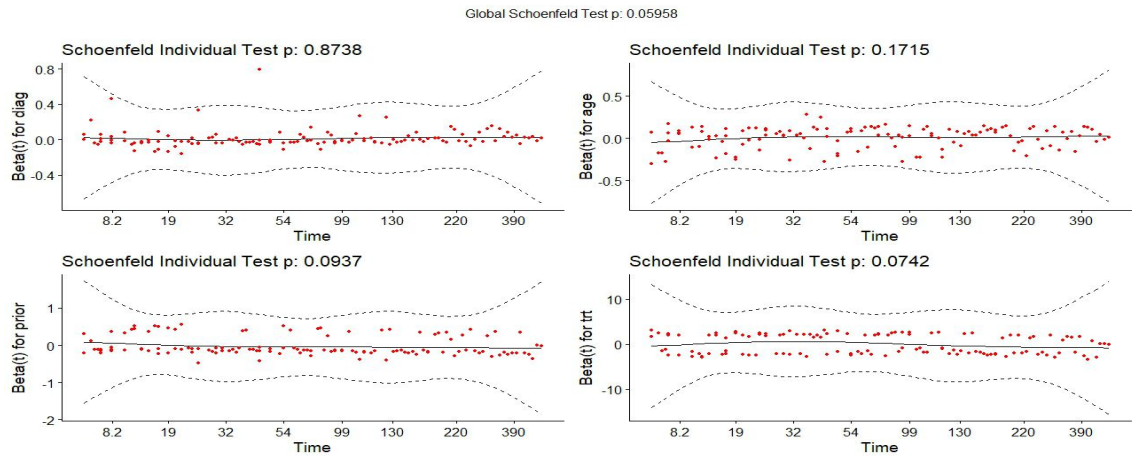 Global Schoenfeld Test p: 0.05958
Schoenfeld Individual Test p: 0.8738
Beta(t) for diag
0.8
0.4
0.0
-0.4
8.2 19 32 54 99 130 220 390
Time
Schoenfeld Individual Test p: 0.1715
Beta(t) for age
0.5
0.0
-0.5
8.2 19 32 54 99 130 220 390
Time
Schoenfeld Individual Test p: 0.0937
Beta(t) for prior
1
0
-1
-2
8.2 19 32 54 99 130 220 390
Time
Schoenfeld Individual Test p: 0.0742
Beta(t) for trt
10
0
-10
8.2 19 32 54 99 130 220 390
Time